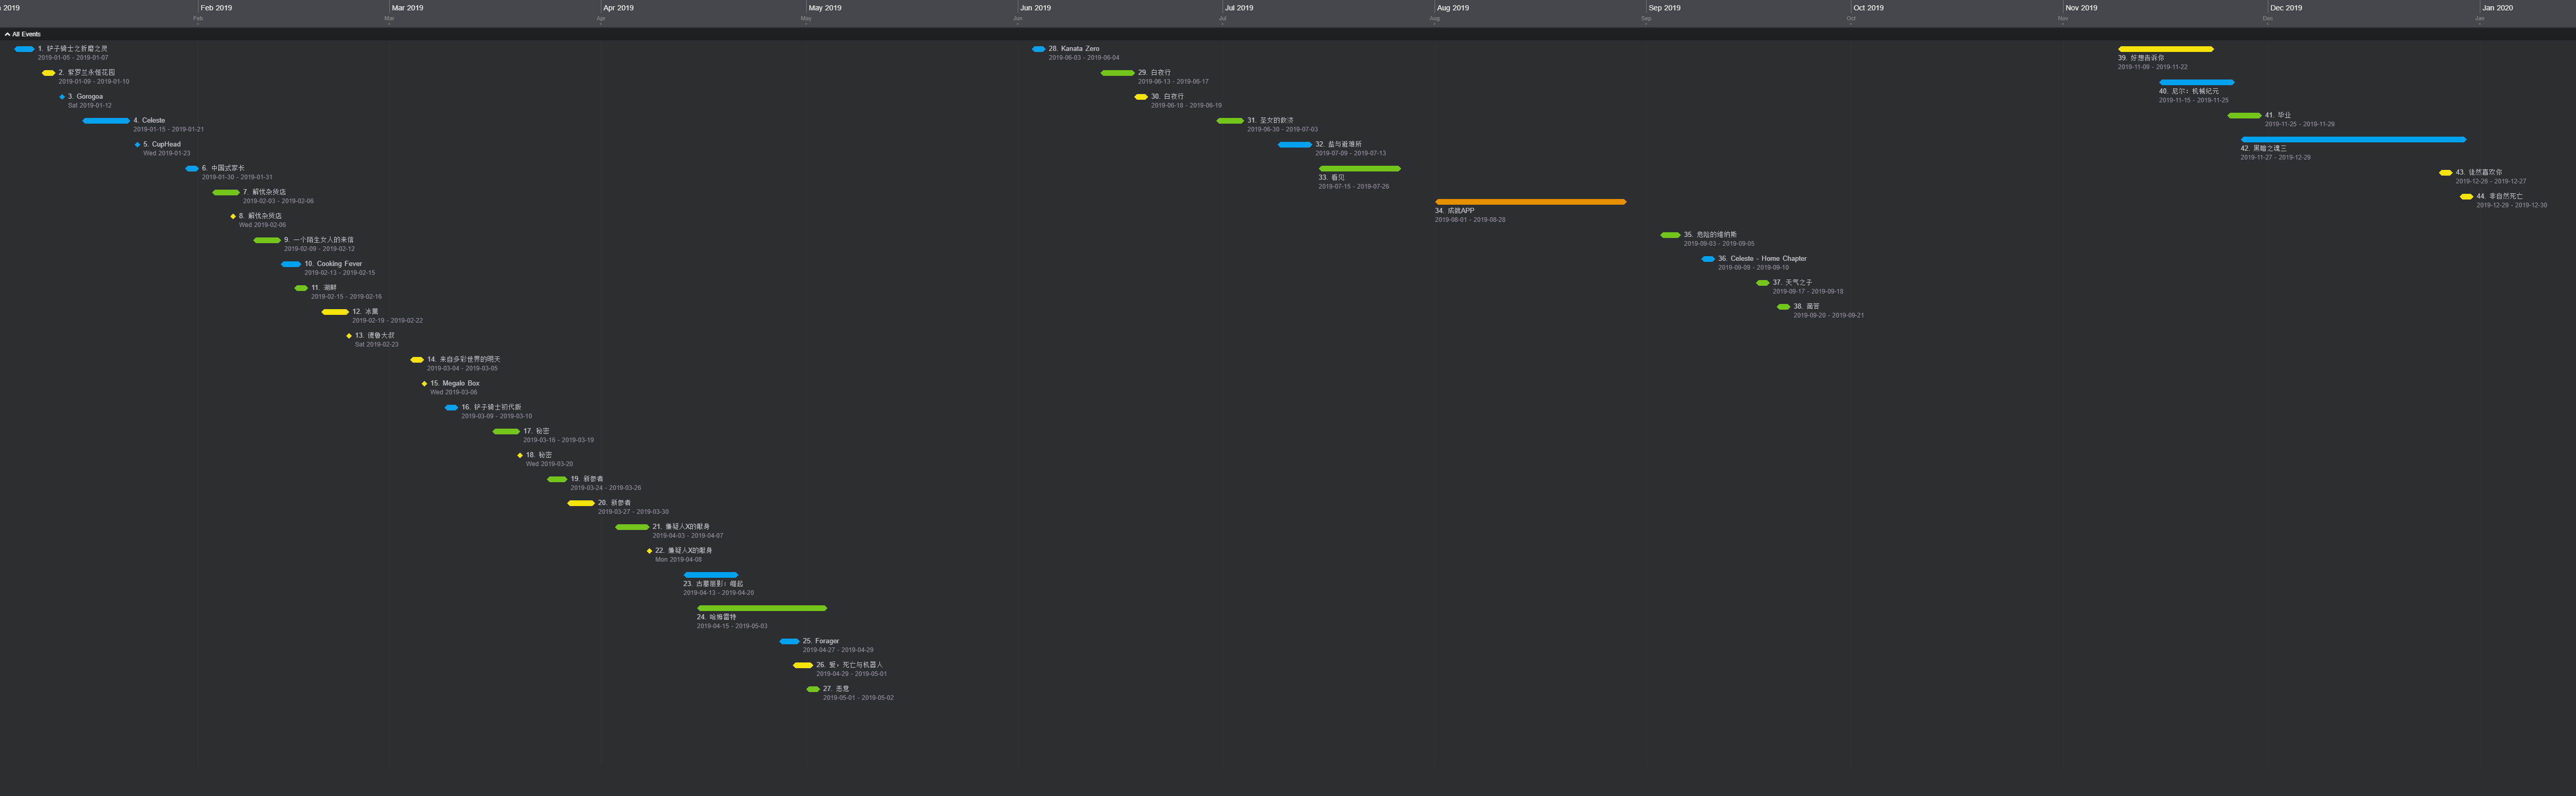 2019
Feb 2019
Mar 2019
Apr 2019
May 2019
Jun 2019
Jul 2019
Aug 2019
Sep 2019
Oct 2019
Nov 2019
Dec 2019
Jan 2020
Feb
Mar
Apr
May
Jun
Jul
Aug
Sep
Oct
Nov
Dec
Jan
All Events
1. 铲子骑士之折磨之灵
2019-01-05 - 2019-01-07
2. 紫罗兰永恒花园
2019-01-09 - 2019-01-10
3. Gorogoa
Sat 2019-01-12
4. Celeste
2019-01-15 - 2019-01-21
5. CupHead
Wed 2019-01-23
6. 中国式家长
2019-01-30 - 2019-01-31
7. 解忧杂货店
2019-02-03 - 2019-02-06
8. 解忧杂货店
Wed 2019-02-06
9. 一个陌生女人的来信
2019-02-09 - 2019-02-12
10. Cooking Fever
2019-02-13 - 2019-02-15
11. 湖畔
2019-02-15 - 2019-02-16
12. 冰菓
2019-02-19 - 2019-02-22
13. 德鲁大叔
Sat 2019-02-23
14. 来自多彩世界的明天
2019-03-04 - 2019-03-05
15. Megalo Box
Wed 2019-03-06
16. 铲子骑士初代版
2019-03-09 - 2019-03-10
17. 秘密
2019-03-16 - 2019-03-19
18. 秘密
Wed 2019-03-20
19. 新参者
2019-03-24 - 2019-03-26
20. 新参者
2019-03-27 - 2019-03-30
21. 嫌疑人X的献身
2019-04-03 - 2019-04-07
22. 嫌疑人X的献身
Mon 2019-04-08
23. 古墓丽影：崛起
2019-04-13 - 2019-04-20
24. 哈姆雷特
2019-04-15 - 2019-05-03
25. Forager
2019-04-27 - 2019-04-29
26. 爱，死亡与机器人
2019-04-29 - 2019-05-01
27. 恶意
2019-05-01 - 2019-05-02
28. Kanata Zero
2019-06-03 - 2019-06-04
29. 白夜行
2019-06-13 - 2019-06-17
30. 白夜行
2019-06-18 - 2019-06-19
31. 圣女的救济
2019-06-30 - 2019-07-03
32. 盐与避难所
2019-07-09 - 2019-07-13
33. 看见
2019-07-15 - 2019-07-26
34. 成就APP
2019-08-01 - 2019-08-28
35. 危险的维纳斯
2019-09-03 - 2019-09-05
36. Celeste - Home Chapter
2019-09-09 - 2019-09-10
37. 天气之子
2019-09-17 - 2019-09-18
38.
2019-09-20 - 2019-09-21
39. 好想告诉你
2019-11-09 - 2019-11-22
40. 尼尔：机械纪元
2019-11-15 - 2019-11-25
41. 毕业
2019-11-25 - 2019-11-29
42. 黑暗之魂三
2019-11-27 - 2019-12-29
43. 徒然喜欢你
2019-12-26 - 2019-12-27
44. 非自然死亡
2019-12-29 - 2019-12-30